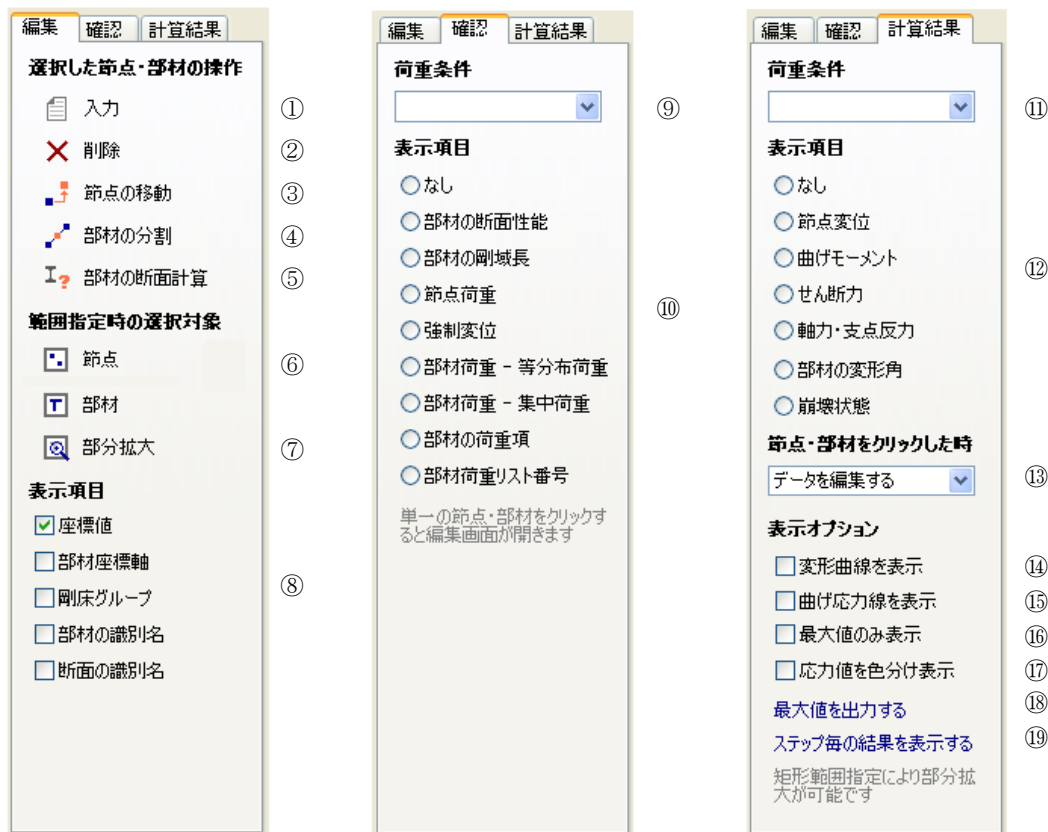 編集 確認 計算結果
選択した節点・部材の操作
入力 ①
削除 ②
節点の移動 ③
部材の分割 ④
部材の断面計算 ⑤
範囲指定時の選択対象
節点 ⑥
部材
部分拡大 ⑦
表示項目
座標値
部材座標軸
剛床グループ ⑧
部材の識別名
断面の識別名
編集 確認 計算結果
荷重条件
⑨
表示項目
なし
部材の断面性能
部材の剛域長
節点荷重
⑩
強制変位
部材荷重 - 等分布荷重
部材荷重 - 集中荷重
部材の荷重項
部材荷重リスト番号
単一の節点・部材をクリックす
ると編集画面が開きます
編集 確認 計算結果
荷重条件
⑪
表示項目
なし
節点変位
曲げモーメント ⑫
せん断力
軸力・支点反力
部材の変形角
崩壊状態
節点・部材をクリックした時
データを編集する ⑬
表示オプション
変形曲線を表示 ⑭
曲げ応力線を表示 ⑮
最大値のみ表示 ⑯
応力値を色分け表示 ⑰
最大値を出力する ⑱
ステップ毎の結果を表示する ⑲
矩形範囲指定により部分拡
大が可能です